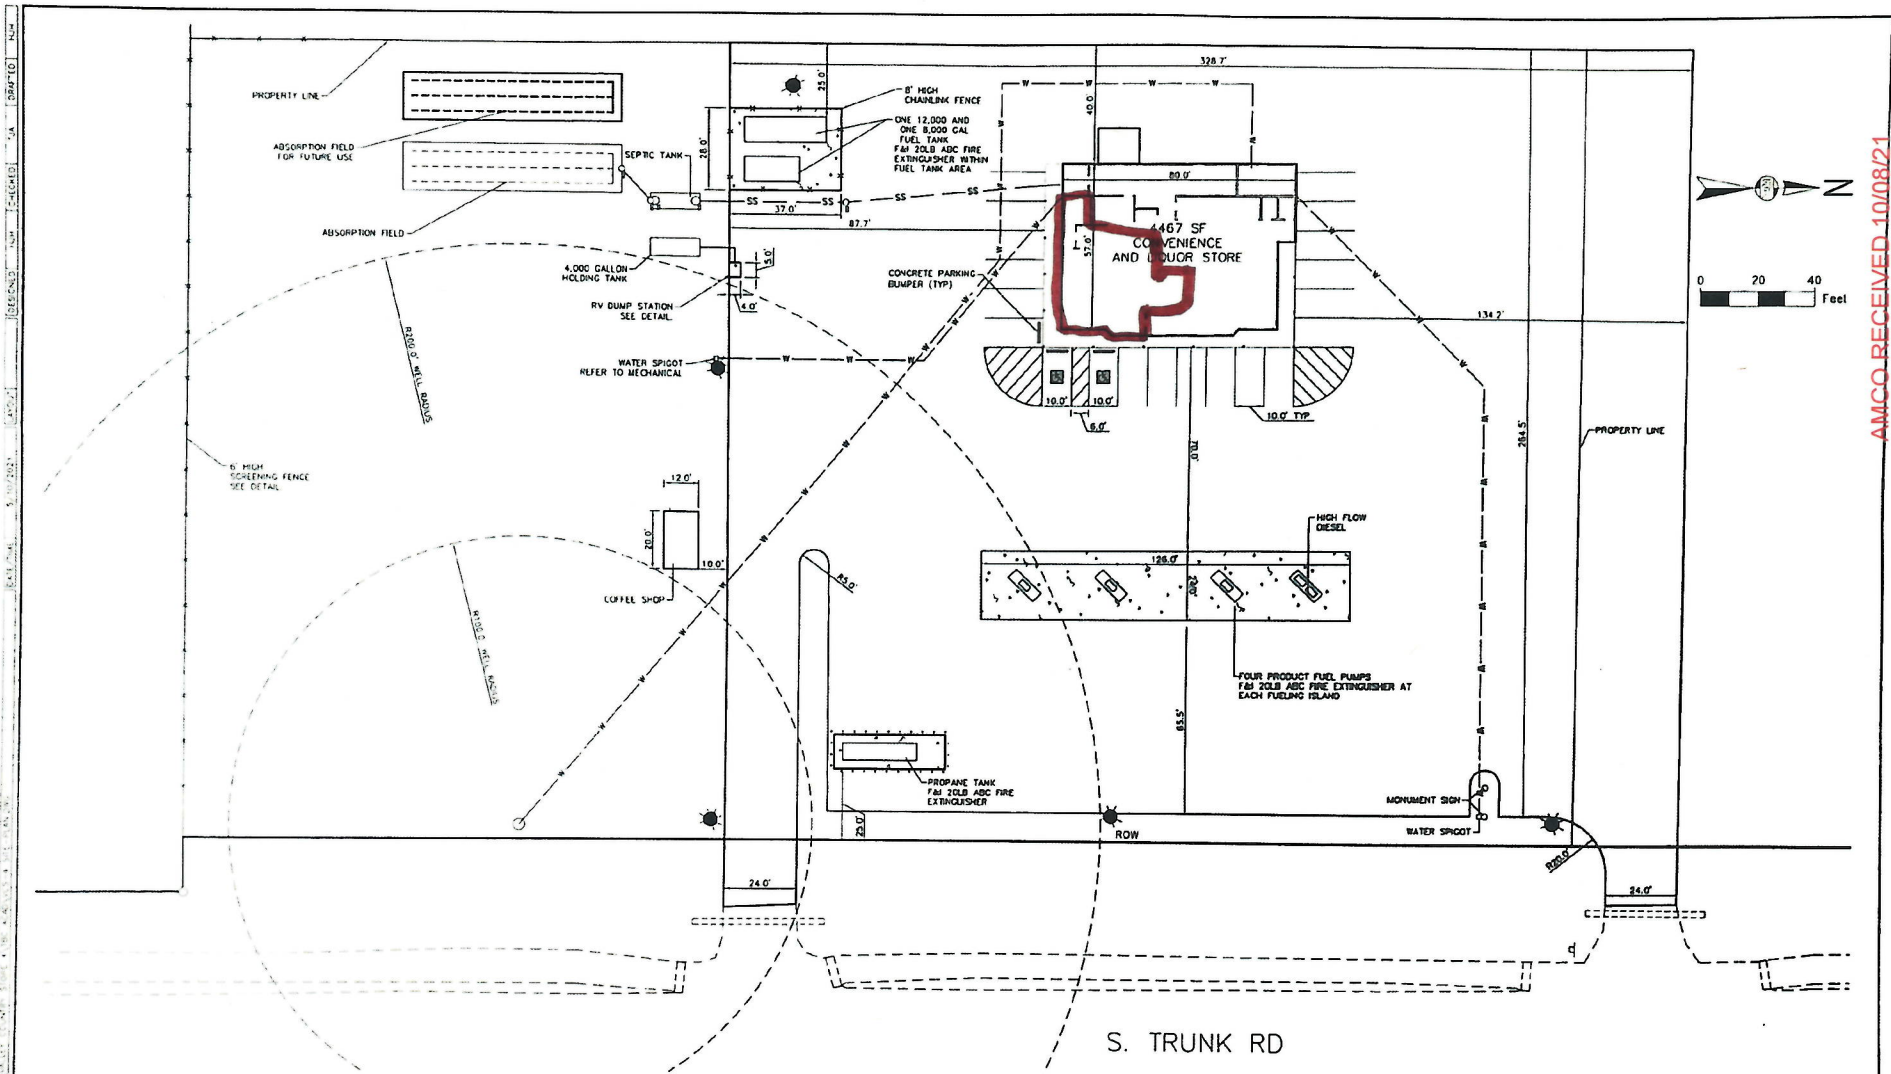 328.7'
PROPERTY LINE
25.0'
8' HIGH
CHAINLINK FENCE
40.0'
ONE 12,000 AND
ONE 8,000 GAL
FUEL TANK
F&I 20LB ABC FIRE
EXTINGUISHER WITHIN
FUEL TANK AREA
ABSORPTION FIELD
FOR FUTURE USE
SEPTIC TANK
28.0'
80.0'
SS SS SS SS
37.0'
87.7'
ABSORPTION FIELD
4467 SF
CONVENIENCE
AND LIQUOR STORE
57.0'
N
4,000 GALLON
HOLDING TANK
5.0'
CONCRETE PARKING
BUMPER (TYP)
0 20 40
Feet
RV DUMP STATION
SEE DETAIL
4.0'
134.2'
WATER SPIGOT
REFER TO MECHANICAL
R200.0' WELL RADIUS
10.0' 10.0'
6.0'
10.0' TYP
70.0'
264.5'
PROPERTY LINE
6' HIGH
SCREENING FENCE
SEE DETAIL
12.0'
20.0'
10.0'
COFFEE SHOP
R5.0'
HIGH FLOW
DIESEL
126.0'
R100.0' WELL RADIUS
FOUR PRODUCT FUEL PUMPS
F&I 20LB ABC FIRE EXTINGUISHER AT
EACH FUELING ISLAND
65.5'
PROPANE TANK
F&I 20LB ABC FIRE
EXTINGUISHER
25.0'
MONUMENT SIGN
WATER SPIGOT
ROW
R20.0'
24.0'
24.0'
S. TRUNK RD
AMCO RECEIVED 10/08/21
DRAFTED
CHECKED
DESIGNED